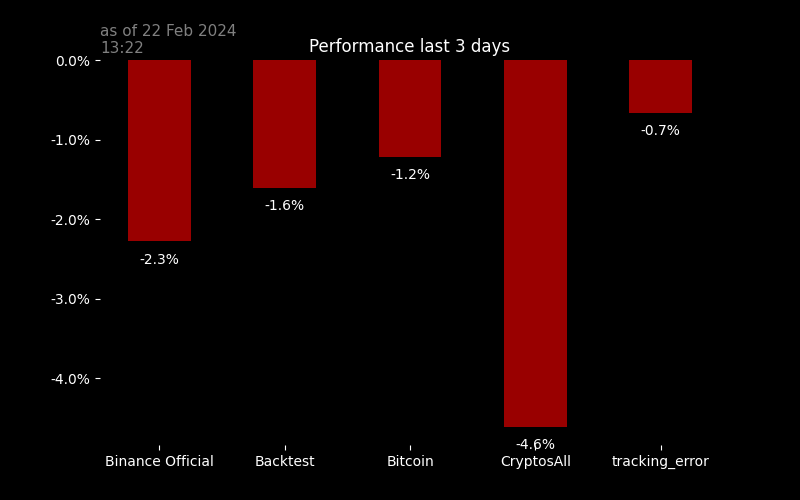 as of 22 Feb 2024
13:22
Performance last 3 days
0.0%
-1.0%
-2.0%
-3.0%
-4.0%
-2.3%
-1.6%
-1.2%
-4.6%
-0.7%
Binance Official
Backtest
Bitcoin
CryptosAll
tracking_error